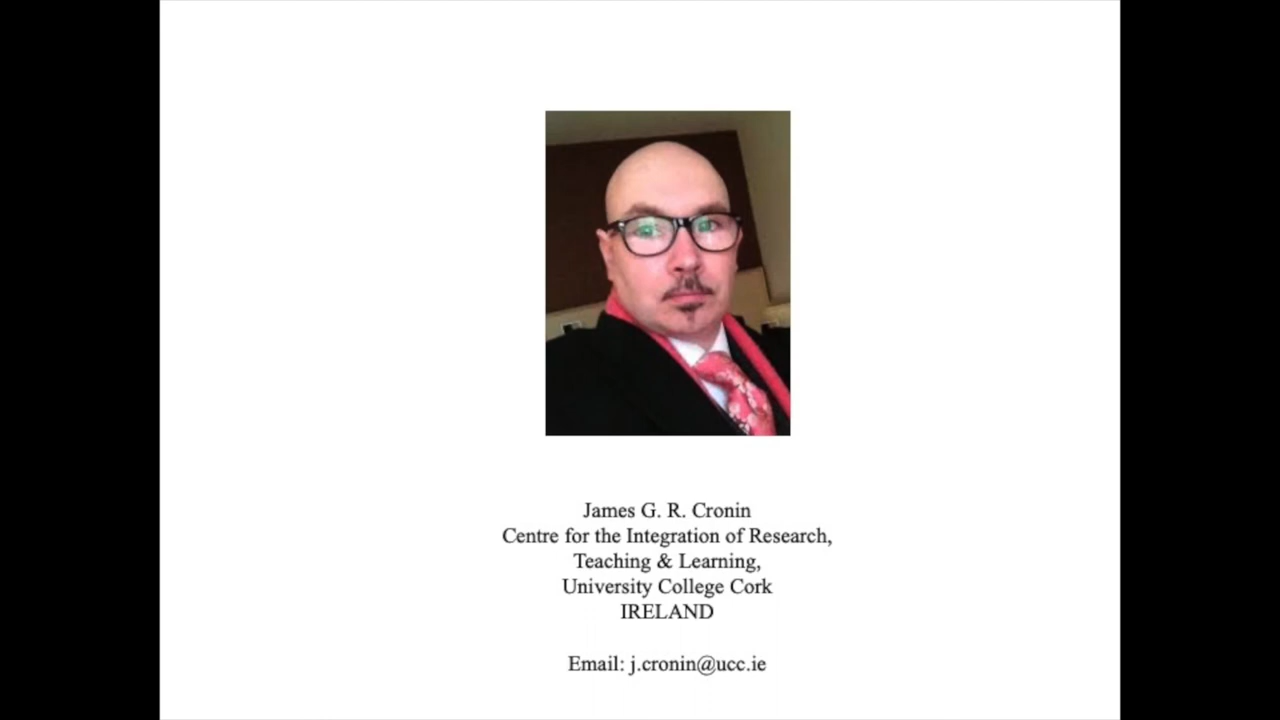 James G. R. Cronin
Centre for the Integration of Research,
Teaching & Learning,
University College Cork
IRELAND
Email: j.cronin@ucc.ie